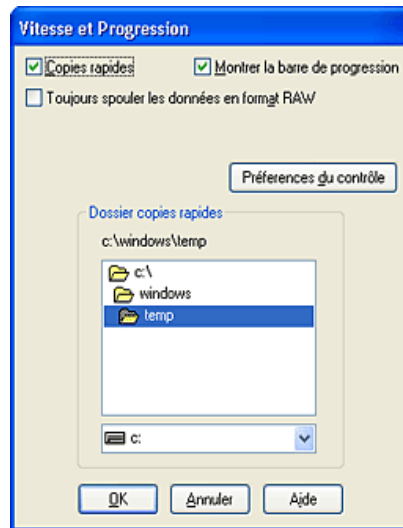 Vitesse et Progression
Copies rapides Montrer la barre de progression
Toujours spouler les données en format RAW
Préferences du contrôle
Dossier copies rapides
c:\windows\temp
c:\
windows
temp
c:
OK Annuler Aide